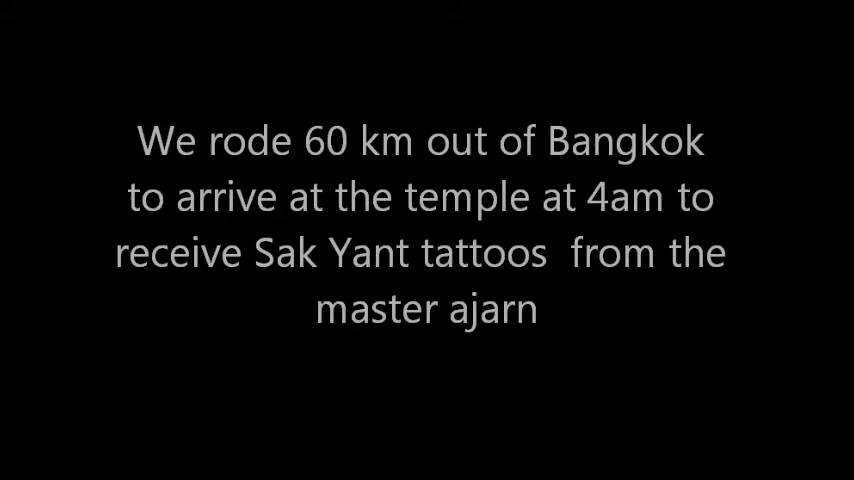 We rode 60 km out of Bangkok
to arrive at the temple at 4am to
receive Sak Yant tattoos  from the
master ajarn